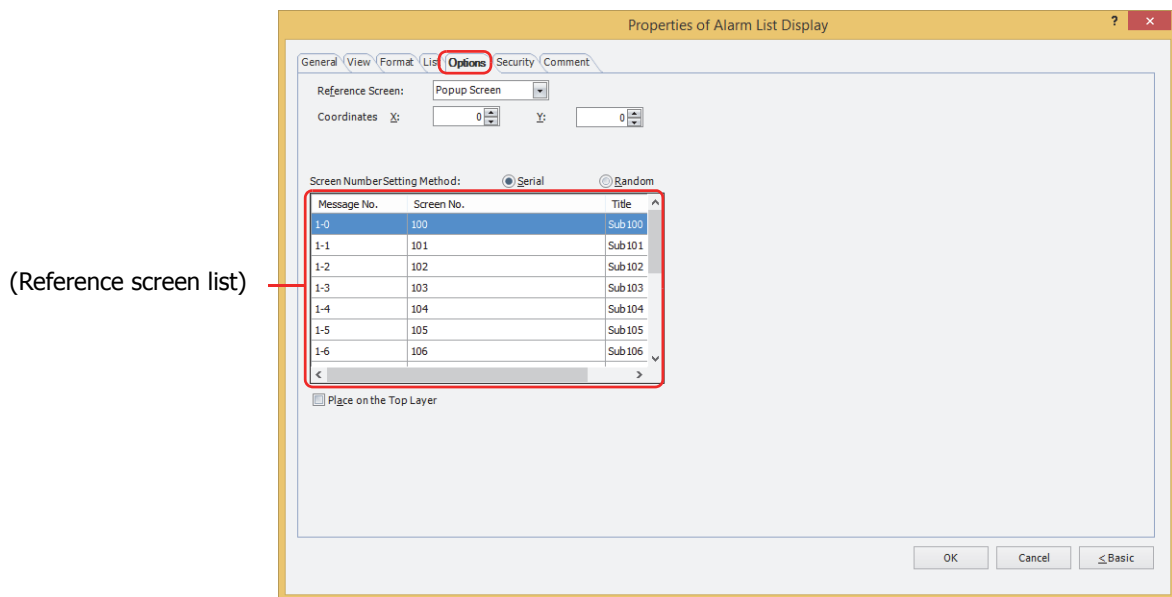 Properties of Alarm List Display ? ×
General View Format List Options Security Comment
Reference Screen: Popup Screen
Coordinates X: 0 Y: 0
Screen Number Setting Method: Serial Random
Message No. Screen No. Title
1-0 100 Sub100
1-1 101 Sub101
1-2 102 Sub102
(Reference screen list)
1-3 103 Sub103
1-4 104 Sub104
1-5 105 Sub105
1-6 106 Sub106
Place on the Top Layer
OK Cancel < Basic